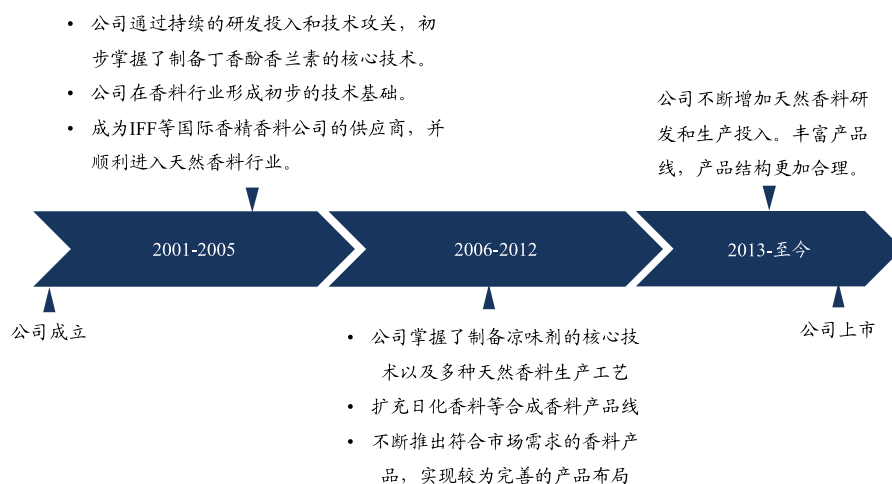 • 公司通过持续的研发投入和技术攻关，初
步掌握了制备丁香酚香兰素的核心技术。
• 公司在香料行业形成初步的技术基础。
• 成为IFF等国际香精香料公司的供应商，并
顺利进入天然香料行业。
公司不断增加天然香料研
发和生产投入。丰富产品
线，产品结构更加合理。
2001-2005
2006-2012
2013-至今
公司成立
公司上市
• 公司掌握了制备凉味剂的核心技
术以及多种天然香料生产工艺
• 扩充日化香料等合成香料产品线
• 不断推出符合市场需求的香料产
品，实现较为完善的产品布局